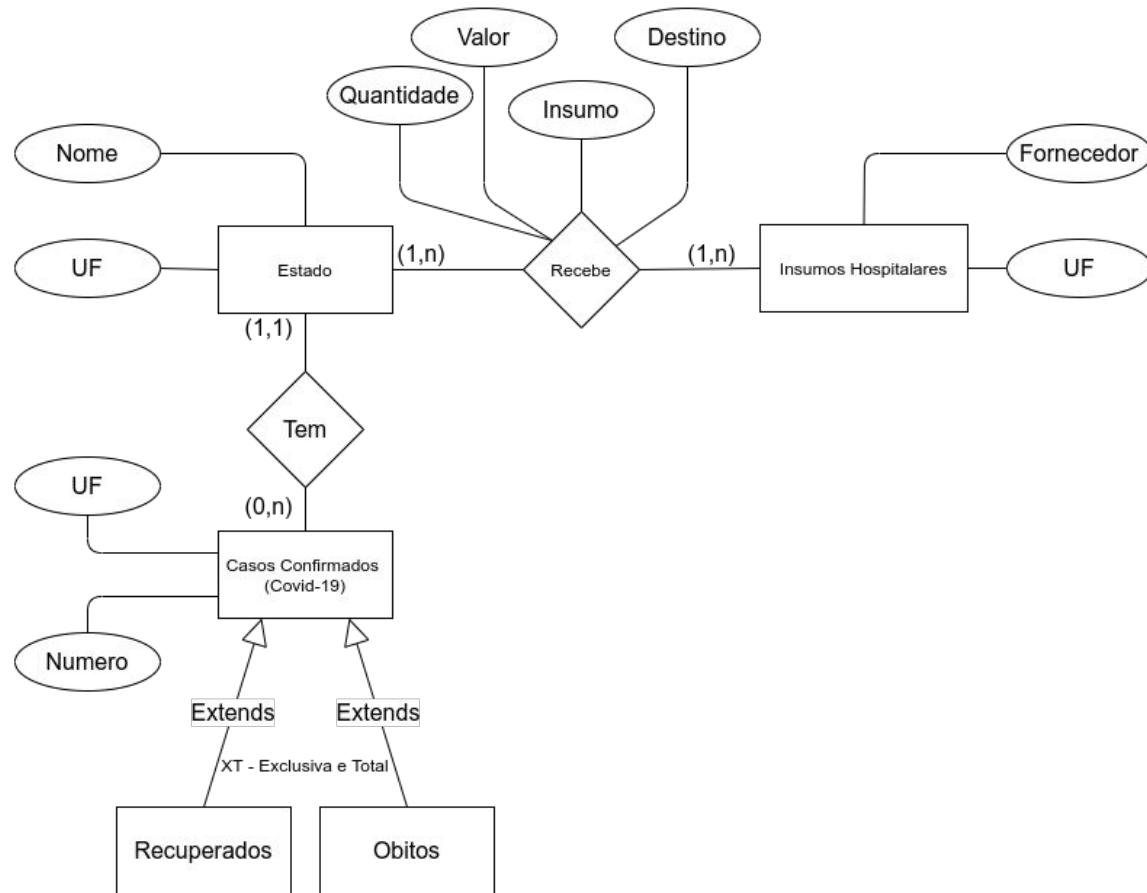 Valor
Destino
Quantidade
Insumo
Nome
Fornecedor
UF
(1,n)
(1,n)
Estado
Recebe
Insumos Hospitalares
UF
(1,1)
Tem
UF
(0,n)
Casos Confirmados
(Covid-19)
Numero
Extends
Extends
XT - Exclusiva e Total
Recuperados
Obitos